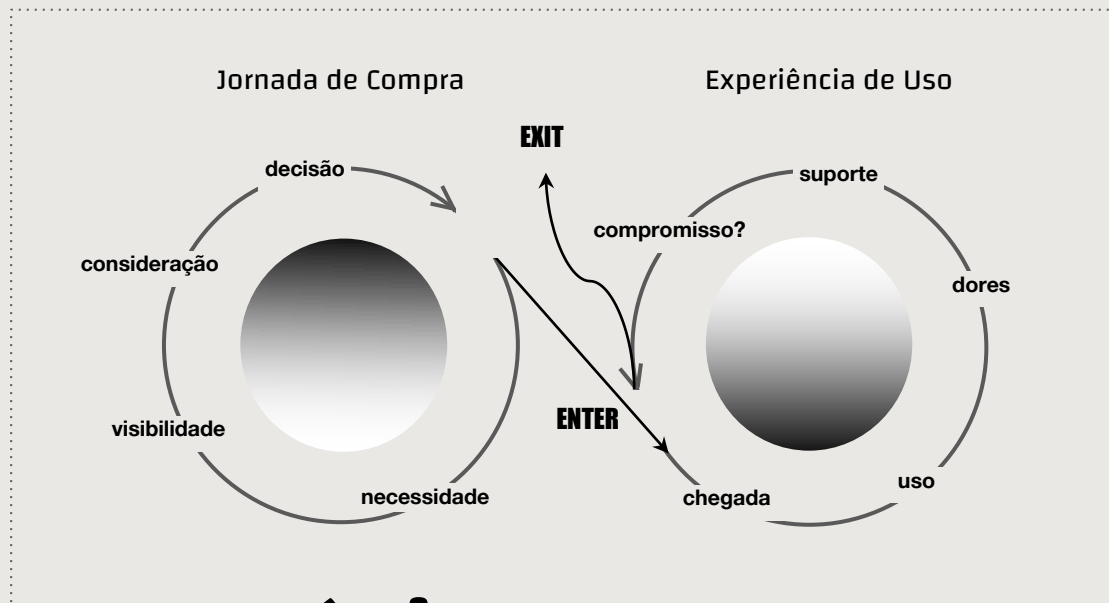 Jornada de Compra
Experiência de Uso
EXIT
decisão
suporte
compromisso?
consideração
dores
ENTER
visibilidade
uso
necessidade
chegada